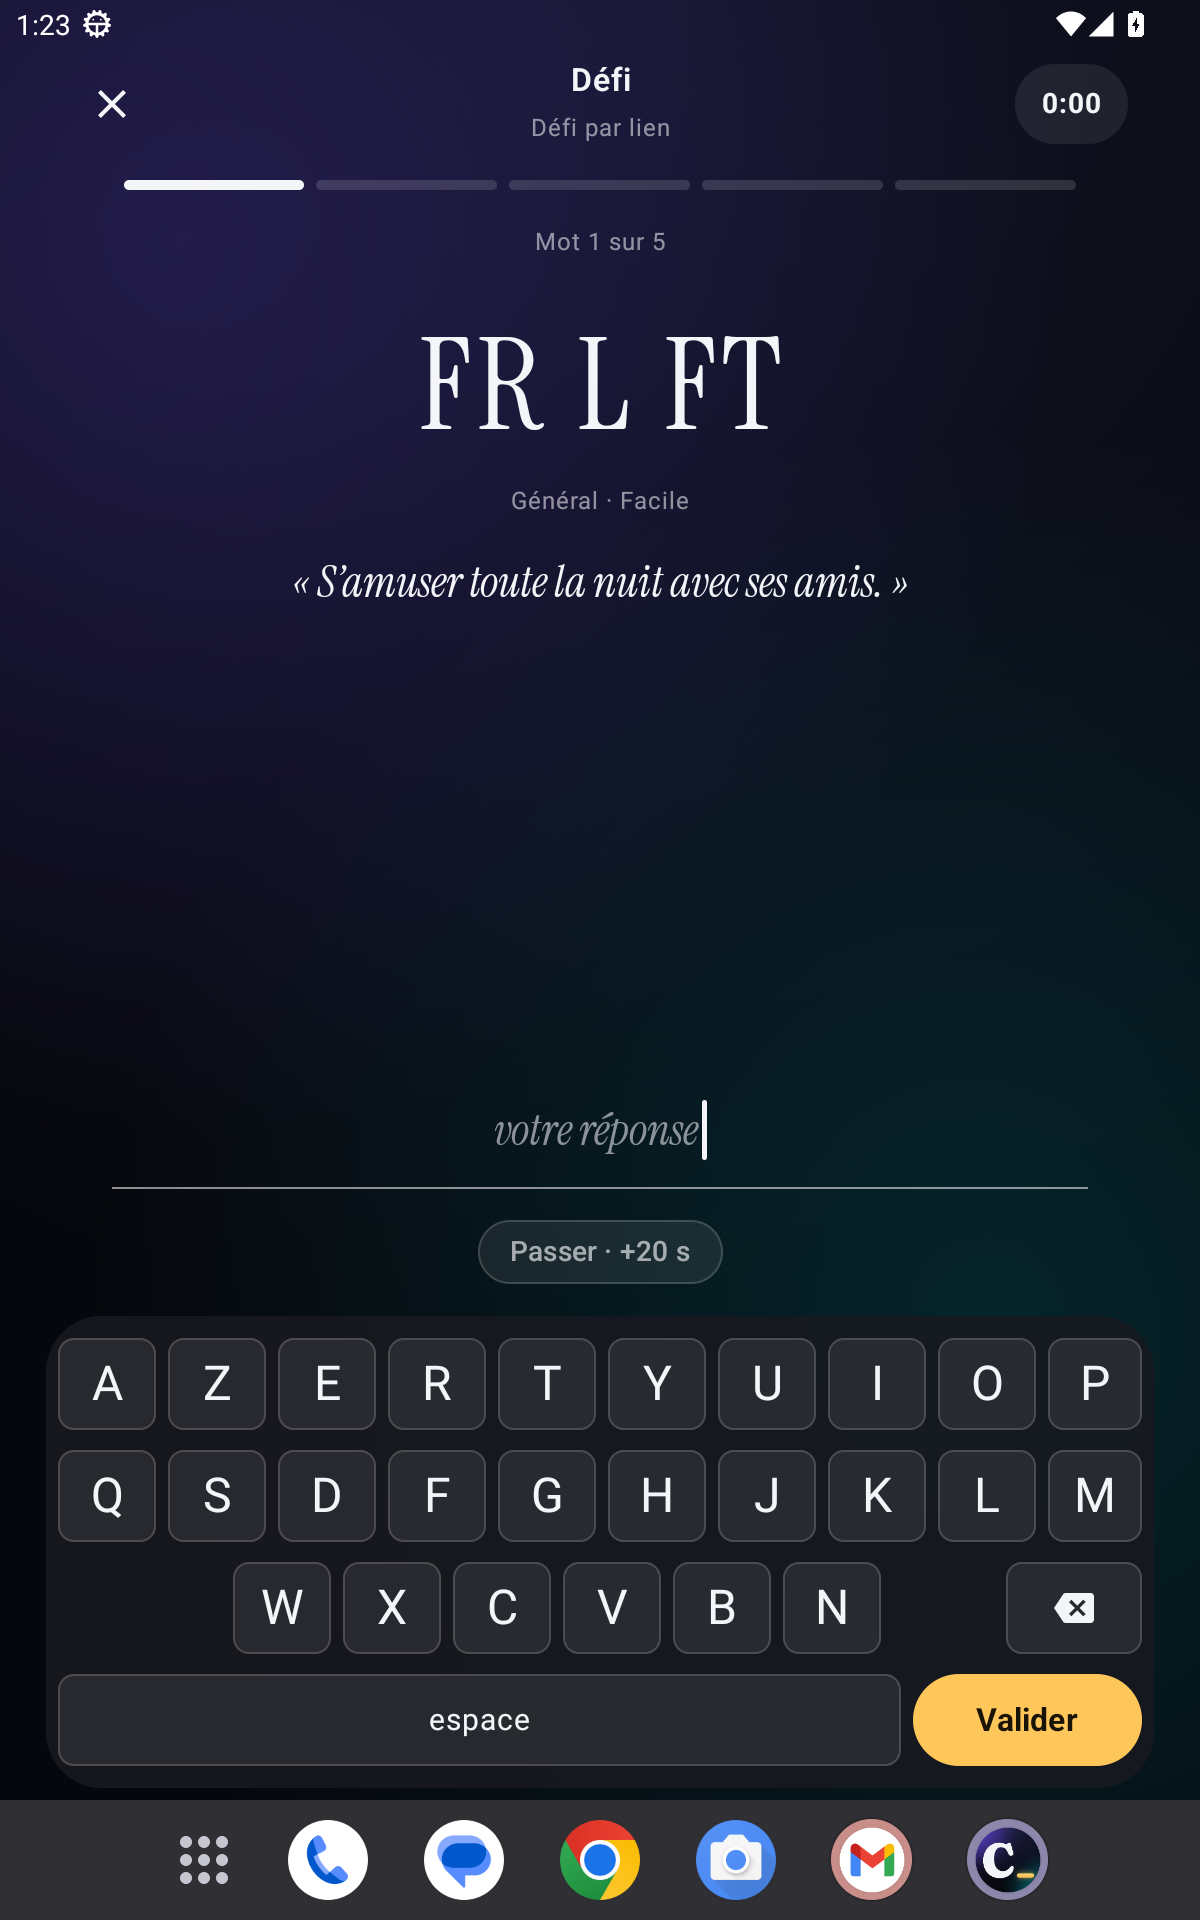 1:23
Défi
Défi par lien
0:00
Mot 1 sur 5
FR L FT
Général · Facile
« S’amuser toute la nuit avec ses amis. »
votre réponse
Passer · +20 s
A Z E R T Y U I O P
Q S D F G H J K L M
W X C V B N
espace
Valider
C_